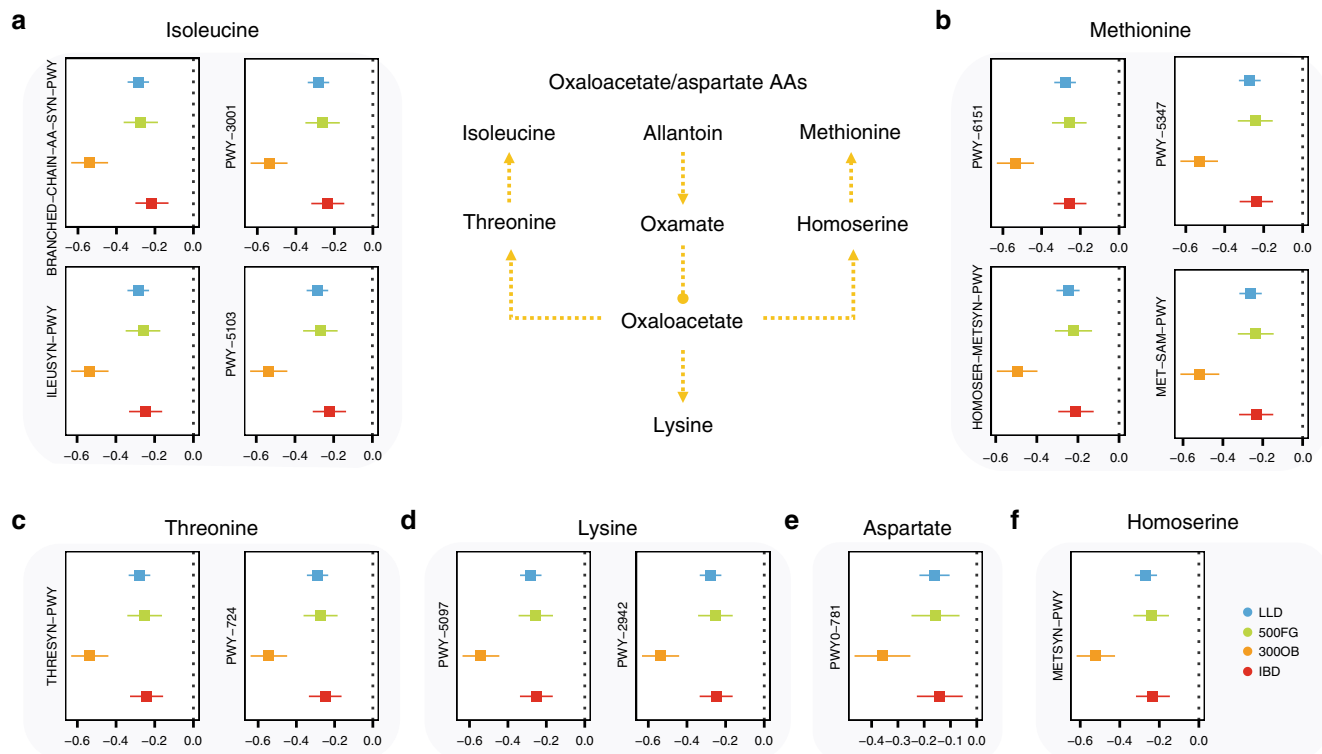 a
Isoleucine
BRANCHED−CHAIN−AA−SYN−PWY
−0.6 −0.4 −0.2 0.0
PWY−3001
−0.6 −0.4 −0.2 0.0
ILEUSYN−PWY
−0.6 −0.4 −0.2 0.0
PWY−5103
−0.6 −0.4 −0.2 0.0
Oxaloacetate/aspartate AAs
Isoleucine Allantoin Methionine
Threonine Oxamate Homoserine
Oxaloacetate
Lysine
b
Methionine
PWY−6151
−0.6 −0.4 −0.2 0.0
PWY−5347
−0.6 −0.4 −0.2 0.0
HOMOSER−METSYN−PWY
−0.6 −0.4 −0.2 0.0
MET−SAM−PWY
−0.6 −0.4 −0.2 0.0
c
Threonine
THRESYN−PWY
−0.6 −0.4 −0.2 0.0
PWY−724
−0.6 −0.4 −0.2 0.0
d
Lysine
PWY−5097
−0.6 −0.4 −0.2 0.0
PWY−2942
−0.6 −0.4 −0.2 0.0
e
Aspartate
PWY0−781
−0.4 −0.3 −0.2 −0.1 0.0
f
Homoserine
METSYN−PWY
−0.6 −0.4 −0.2 0.0
LLD
500FG
300OB
IBD